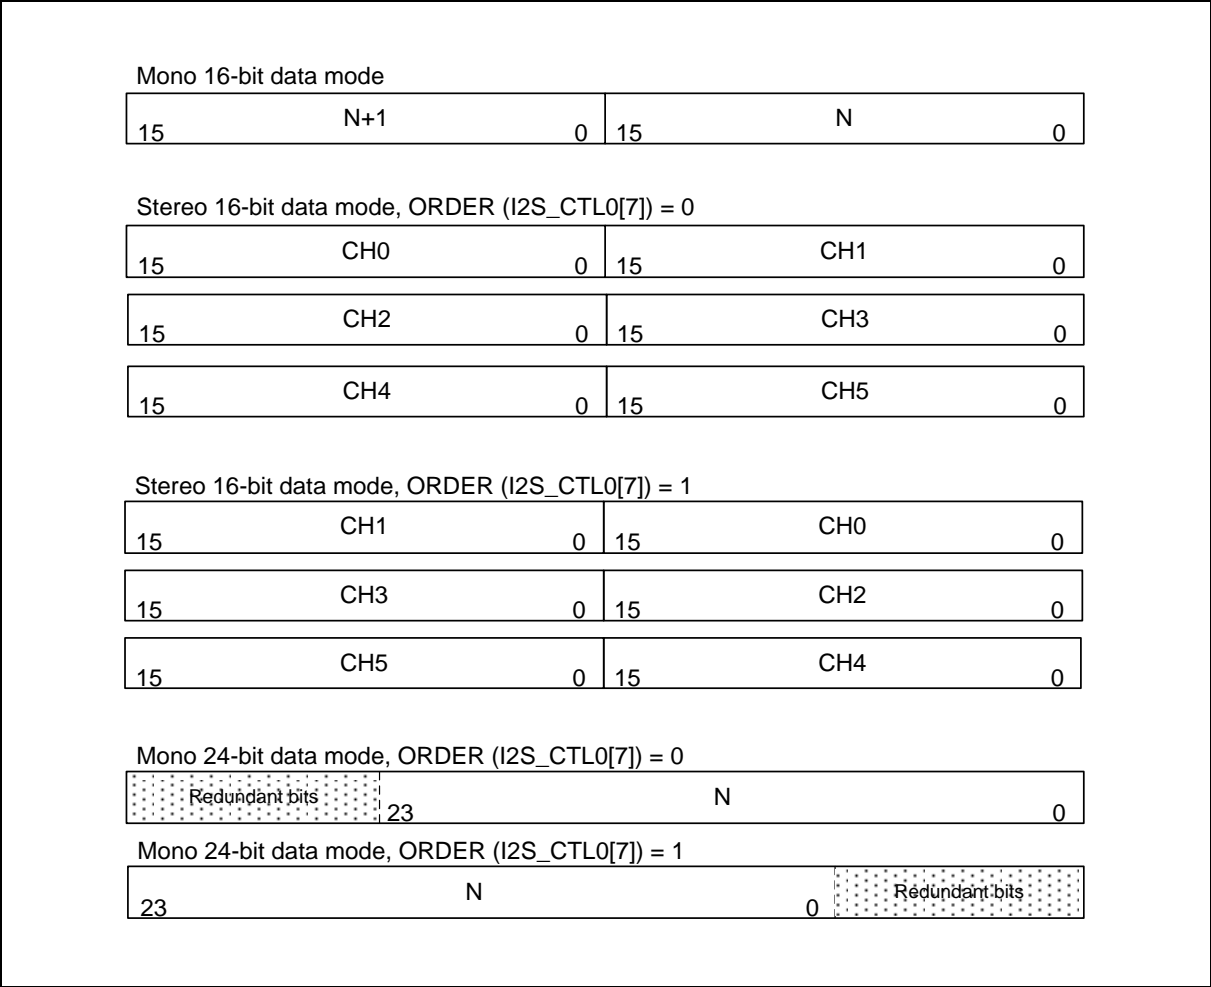 Mono 16-bit data mode
N+1 N
15 0 15 0
Stereo 16-bit data mode, ORDER (I2S_CTL0[7]) = 0
CH0 CH1
15 0 15 0
CH2 CH3
15 0 15 0
CH4 CH5
15 0 15 0
Stereo 16-bit data mode, ORDER (I2S_CTL0[7]) = 1
CH1 CH0
15 0 15 0
CH3 CH2
15 0 15 0
CH5 CH4
15 0 15 0
Mono 24-bit data mode, ORDER (I2S_CTL0[7]) = 0
Redundant bits N
23 0
Mono 24-bit data mode, ORDER (I2S_CTL0[7]) = 1
N Redundant bits
23 0